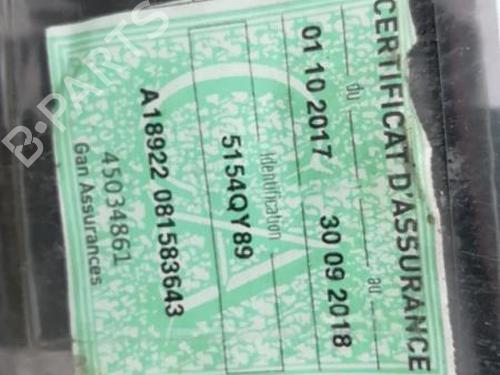 CERTIFICAT D'ASSURANCE
du au
01 10 2017 30 09 2018
Identification
5154QY89
A18922 081583643
45034861
Gan Assurances
B-PARTS